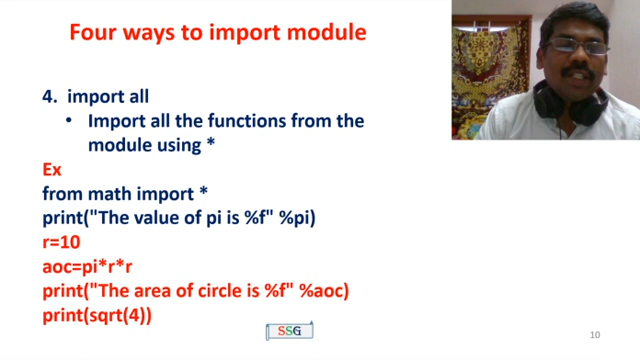 Four ways to import module
4. import all
• Import all the functions from the
module using *
Ex
from math import *
print("The value of pi is %f" %pi)
r=10
aoc=pi*r*r
print("The area of circle is %f" %aoc)
print(sqrt(4))
SSG
10